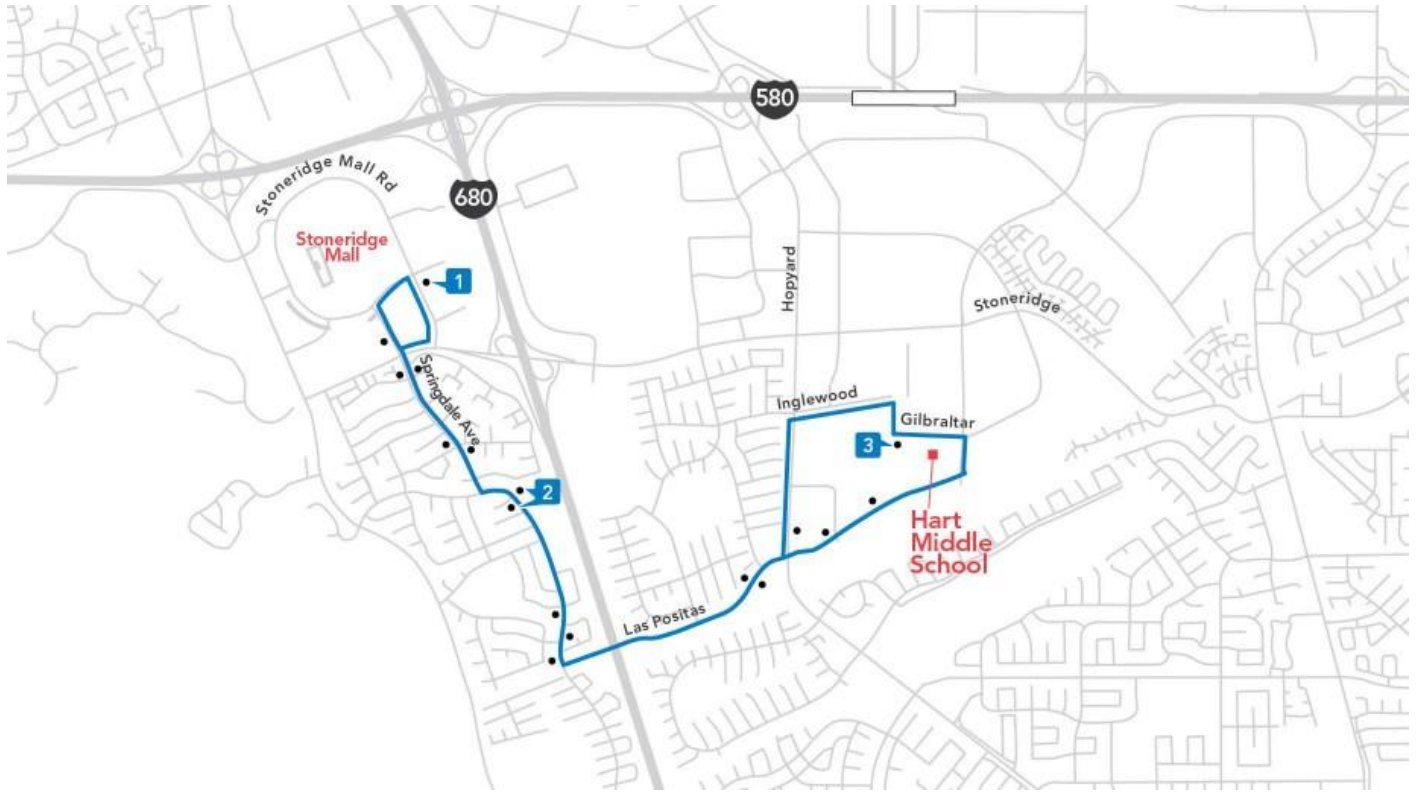 580
Stoneridge Mall Rd
680
Stoneridge
Mall
Hopyard
1
Stoneridge
Springdale Ave
Inglewood
Gilbraltar
3
2
Hart
Middle
School
Las Positas